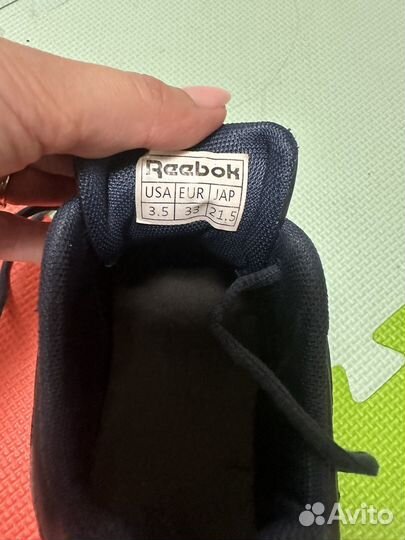 Reebok
USA EUR JAP
3.5 33 21,5
Avito